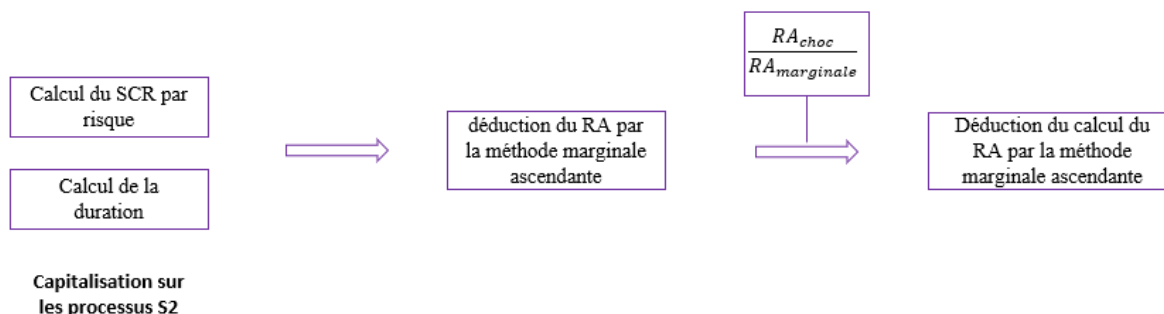 Calcul du SCR par
risque
Calcul de la
duration
Capitalisation sur
les processus S2
déduction du RA par
la méthode marginale
ascendante
RA_choc
RA_marginale
Déduction du calcul du
RA par la méthode
marginale ascendante